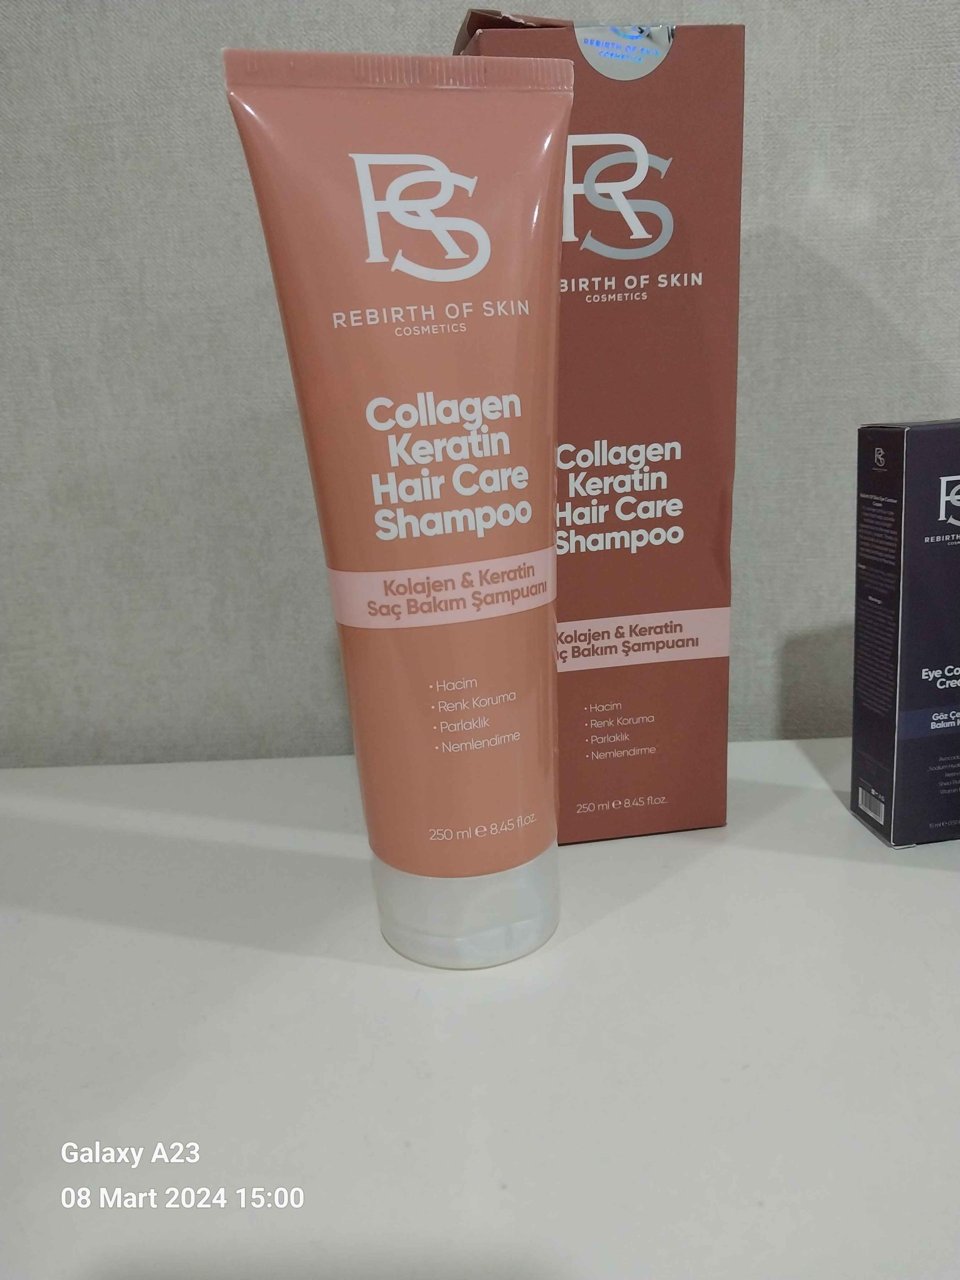 RS
REBIRTH OF SKIN
COSMETICS
Collagen
Keratin
Hair Care
Shampoo
Kolajen & Keratin
Saç Bakım Şampuanı
• Hacim
• Renk Koruma
• Parlaklık
• Nemlendirme
250 ml ℮ 8.45 fl.oz.
REBIRTH OF SKIN
COSMETICS
RS
BIRTH OF SKIN
COSMETICS
Collagen
Keratin
Hair Care
Shampoo
Kolajen & Keratin
ç Bakım Şampuanı
• Hacim
• Renk Koruma
• Parlaklık
• Nemlendirme
250 ml ℮ 8.45 fl.oz.
RS
REBIRTH
Eye Co
Crea
Göz Çe
Bakım
Galaxy A23
08 Mart 2024 15:00